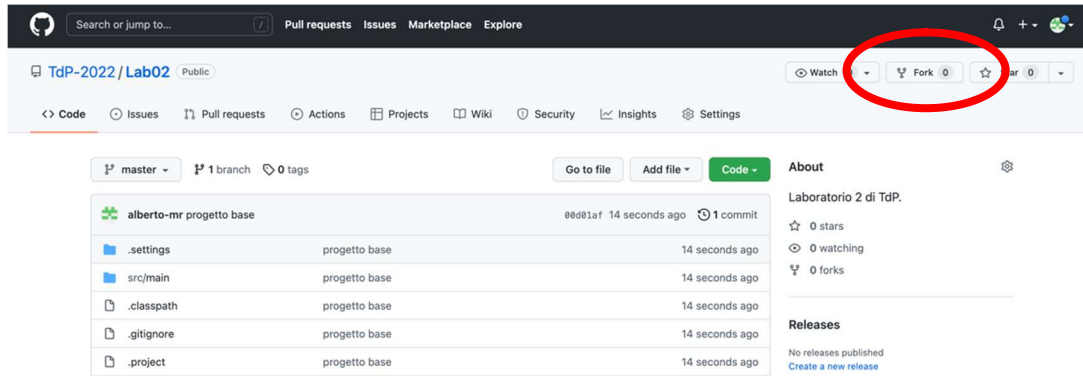 Search or jump to... / Pull requests Issues Marketplace Explore
TdP-2022 / Lab02 Public
Watch Fork 0 0
<> Code Issues Pull requests Actions Projects Wiki Security Insights Settings
master 1 branch 0 tags Go to file Add file Code
About
Laboratorio 2 di TdP.
alberto-mr progetto base 00d01af 14 seconds ago 1 commit
0 stars
.settings progetto base 14 seconds ago
0 watching
src/main progetto base 14 seconds ago
0 forks
.classpath progetto base 14 seconds ago
.gitignore progetto base 14 seconds ago
Releases
.project progetto base 14 seconds ago
No releases published
Create a new release